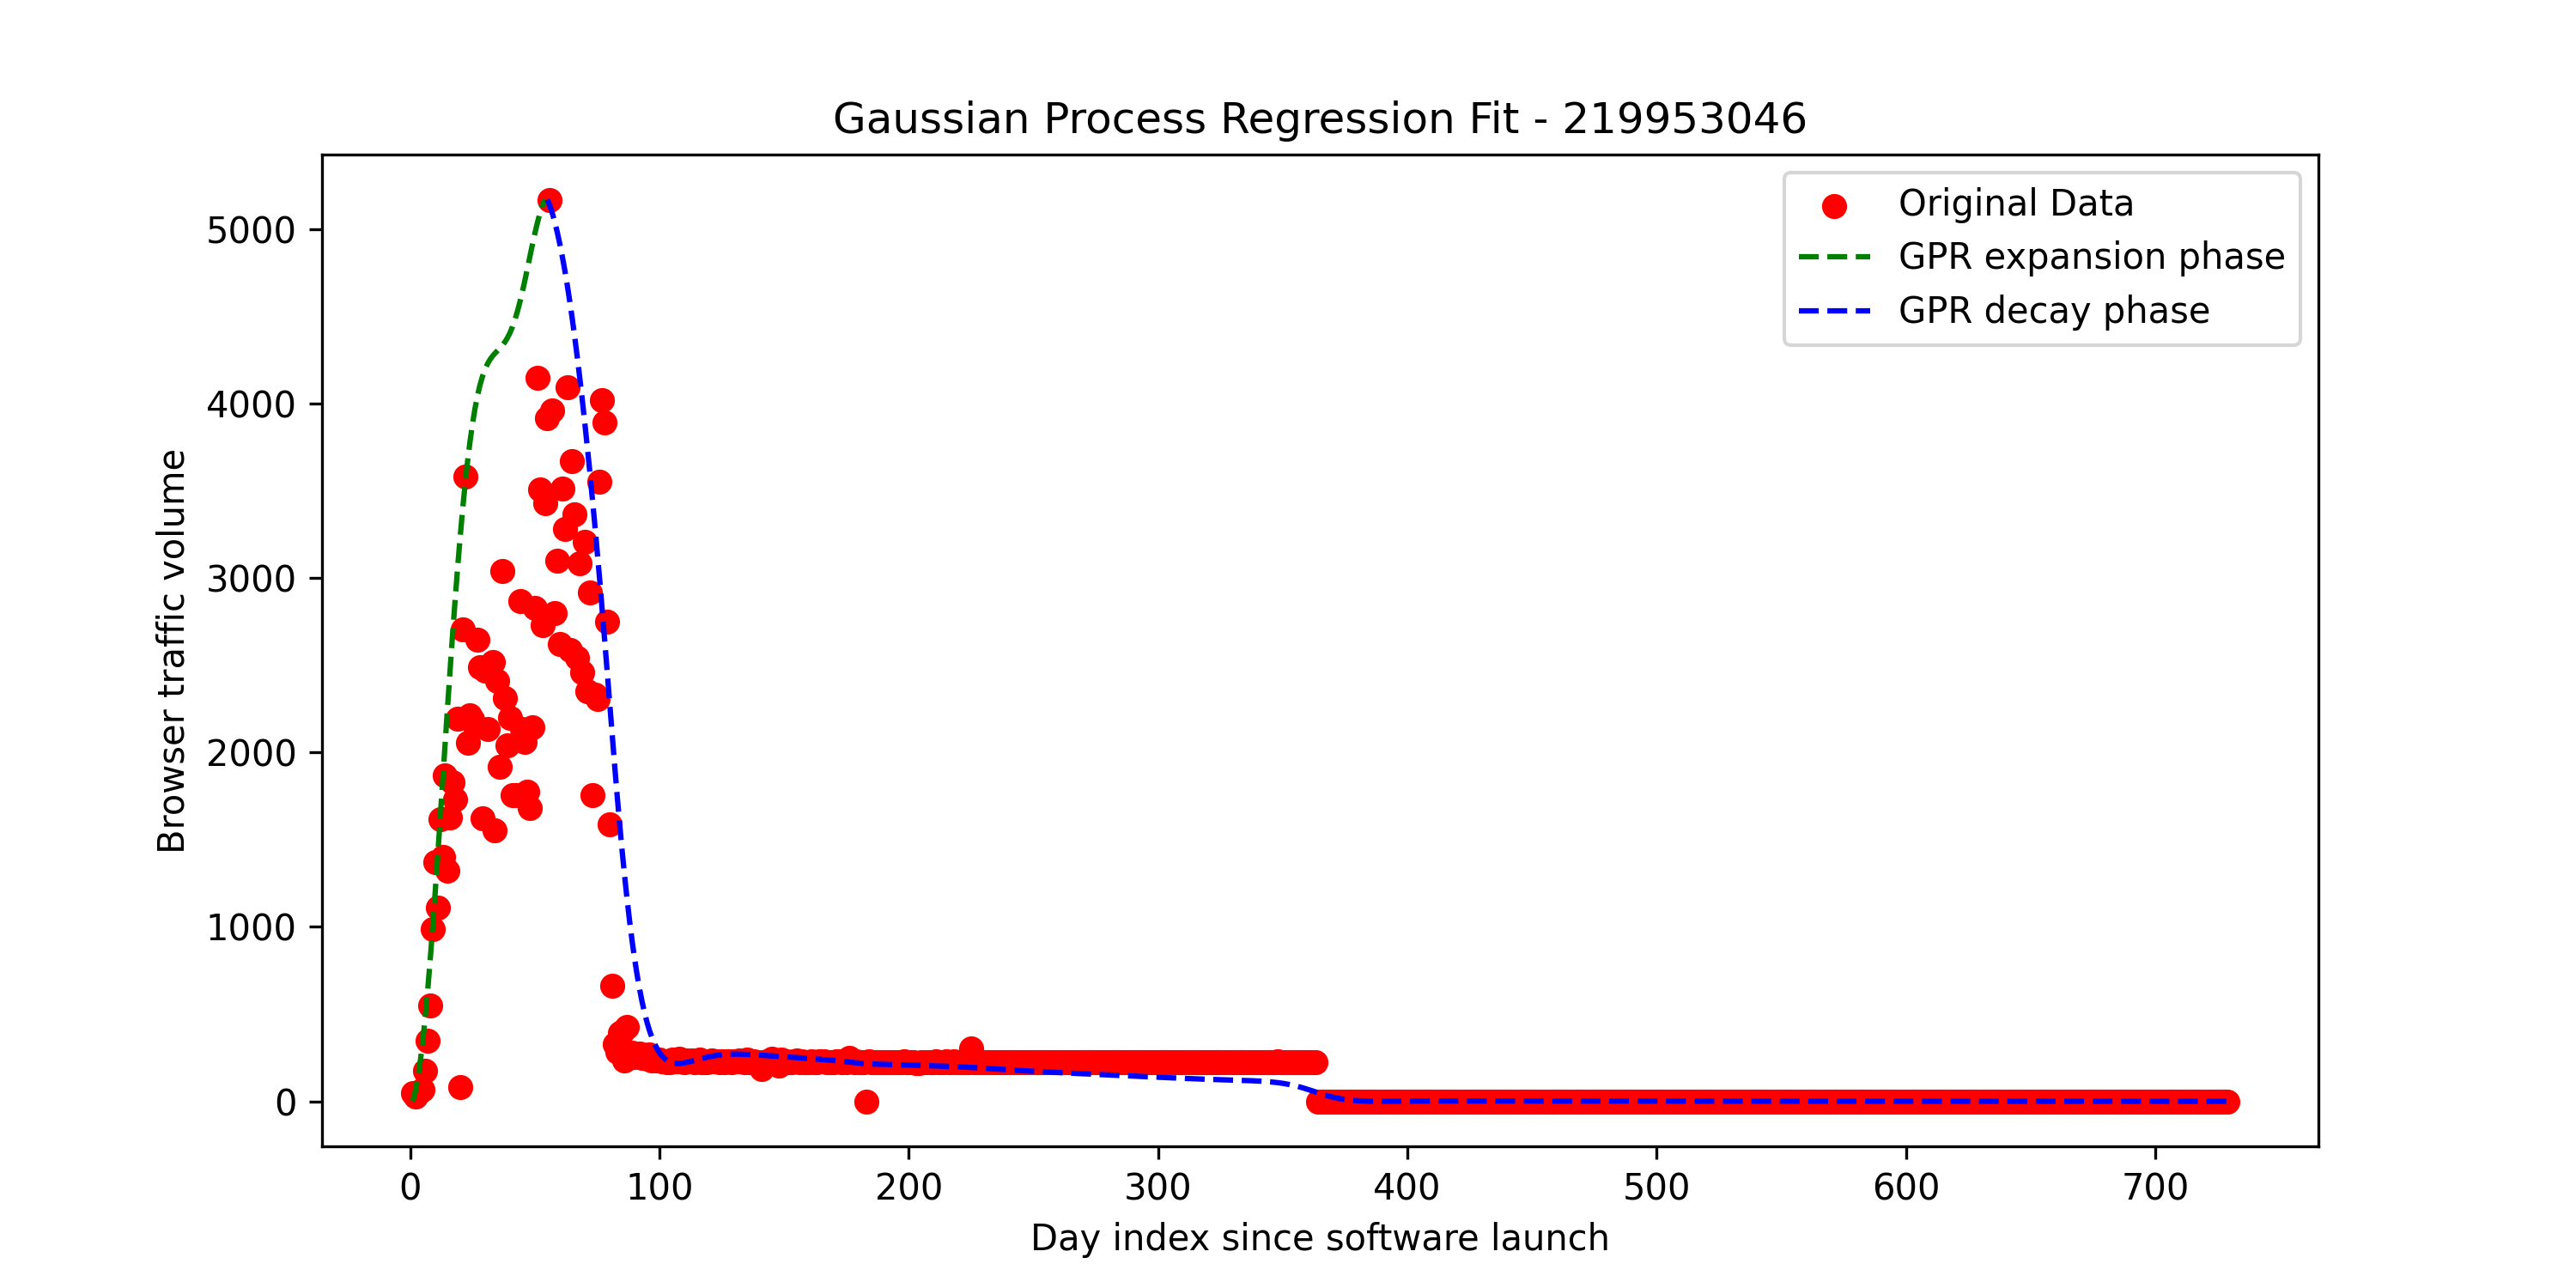 Gaussian Process Regression Fit - 219953046
Original Data
GPR expansion phase
GPR decay phase
Browser traffic volume
5000
4000
3000
2000
1000
0
0 100 200 300 400 500 600 700
Day index since software launch